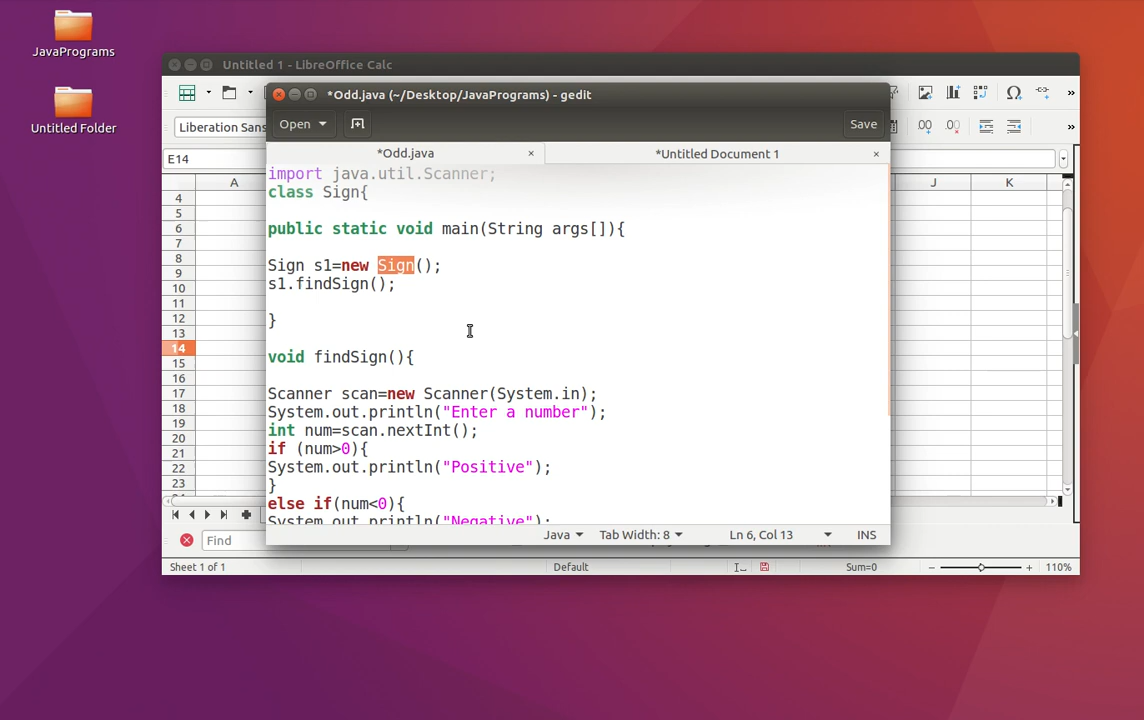 JavaPrograms
Untitled Folder
Untitled 1 - LibreOffice Calc
*Odd.java (~/Desktop/JavaPrograms) - gedit
Liberation Sans
Open
Save
E14
*Odd.java
*Untitled Document 1
A
J
K
4
5
6
7
8
9
10
11
12
13
14
15
16
17
18
19
20
21
22
23
import java.util.Scanner;
class Sign{
public static void main(String args[]){
Sign s1=new Sign();
s1.findSign();
}
void findSign(){
Scanner scan=new Scanner(System.in);
System.out.println("Enter a number");
int num=scan.nextInt();
if (num>0){
System.out.println("Positive");
}
else if(num<0){
System.out.println("Negative");
Java
Tab Width: 8
Ln 6, Col 13
INS
Find
Sheet 1 of 1
Default
Sum=0
110%